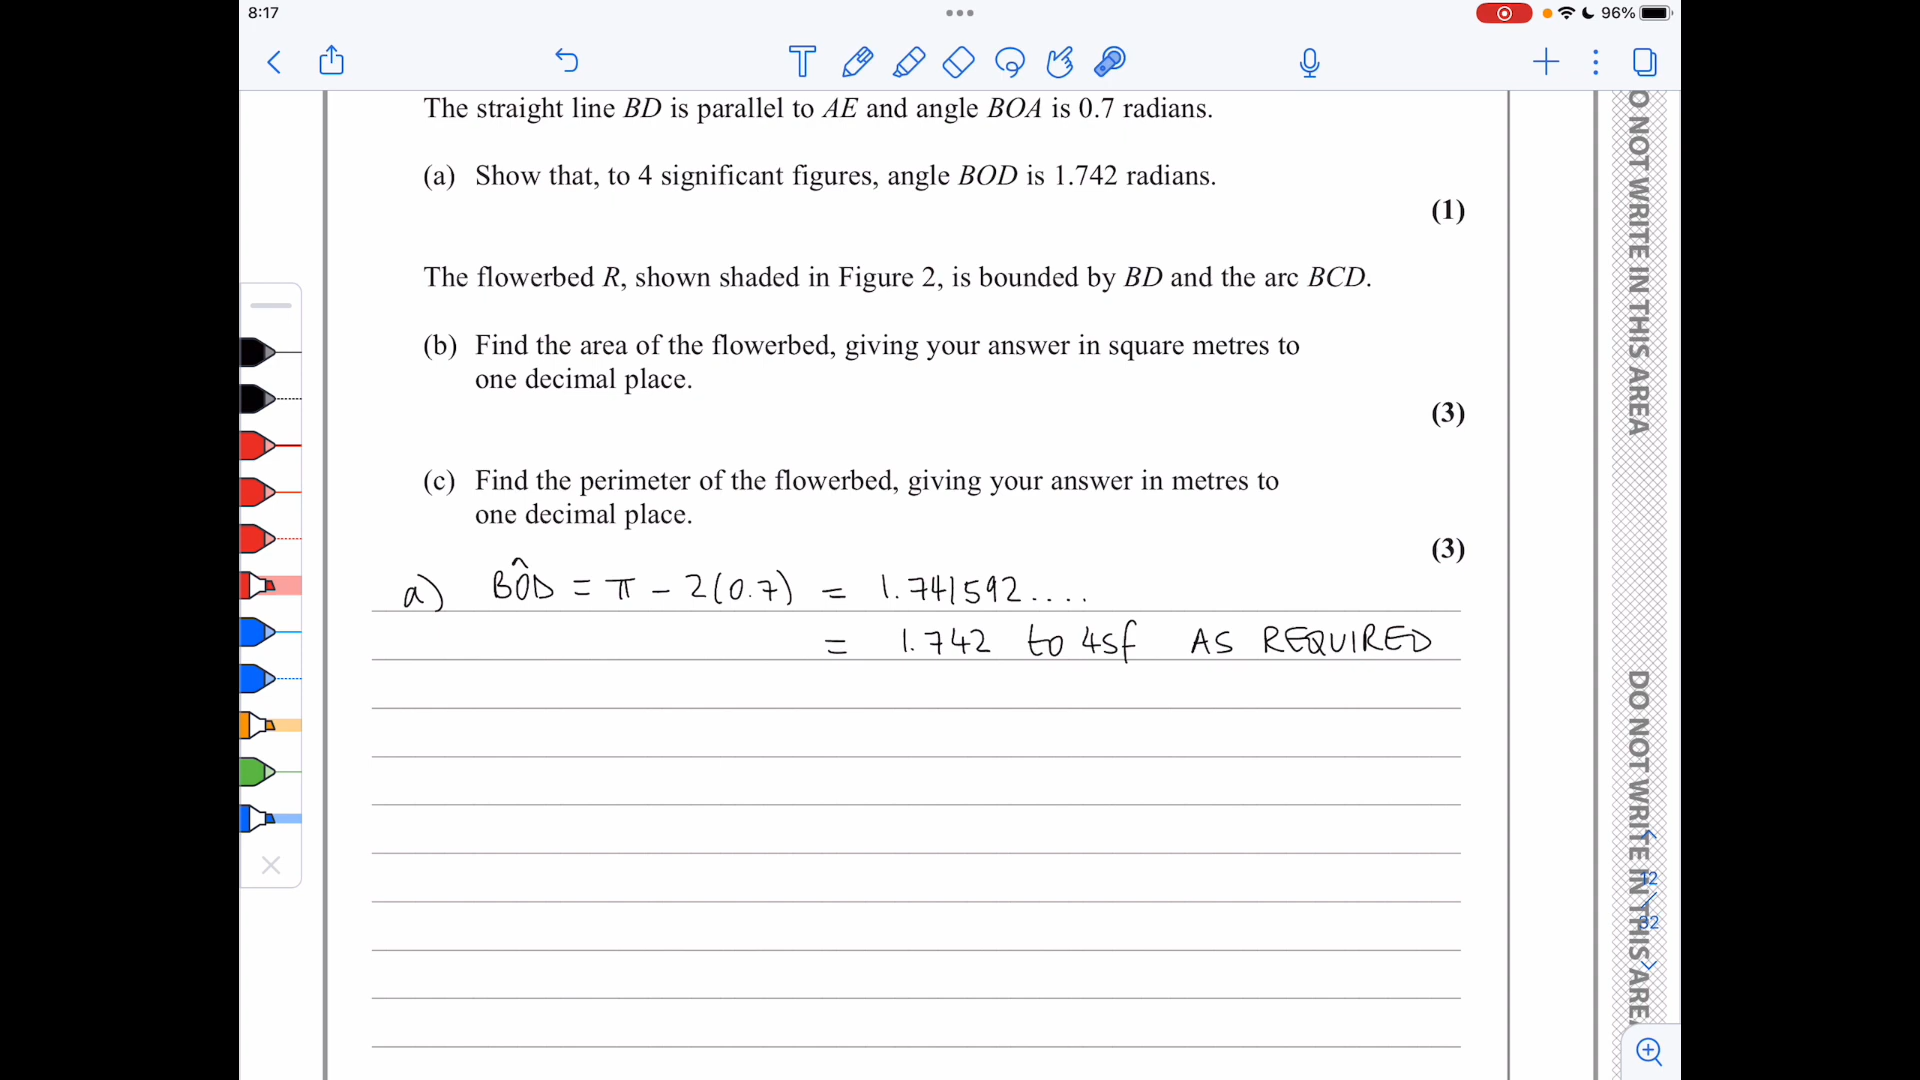 8:17
96%
The straight line BD is parallel to AE and angle BOA is 0.7 radians.
(a) Show that, to 4 significant figures, angle BOD is 1.742 radians.
(1)
The flowerbed R, shown shaded in Figure 2, is bounded by BD and the arc BCD.
(b) Find the area of the flowerbed, giving your answer in square metres to
one decimal place.
(3)
(c) Find the perimeter of the flowerbed, giving your answer in metres to
one decimal place.
(3)
a) BÔD = π - 2(0.7) = 1.741592....
= 1.742 to 4sf AS REQUIRED
O NOT WRITE IN THIS AREA
DO NOT WRITE IN THIS ARE
12
/
32